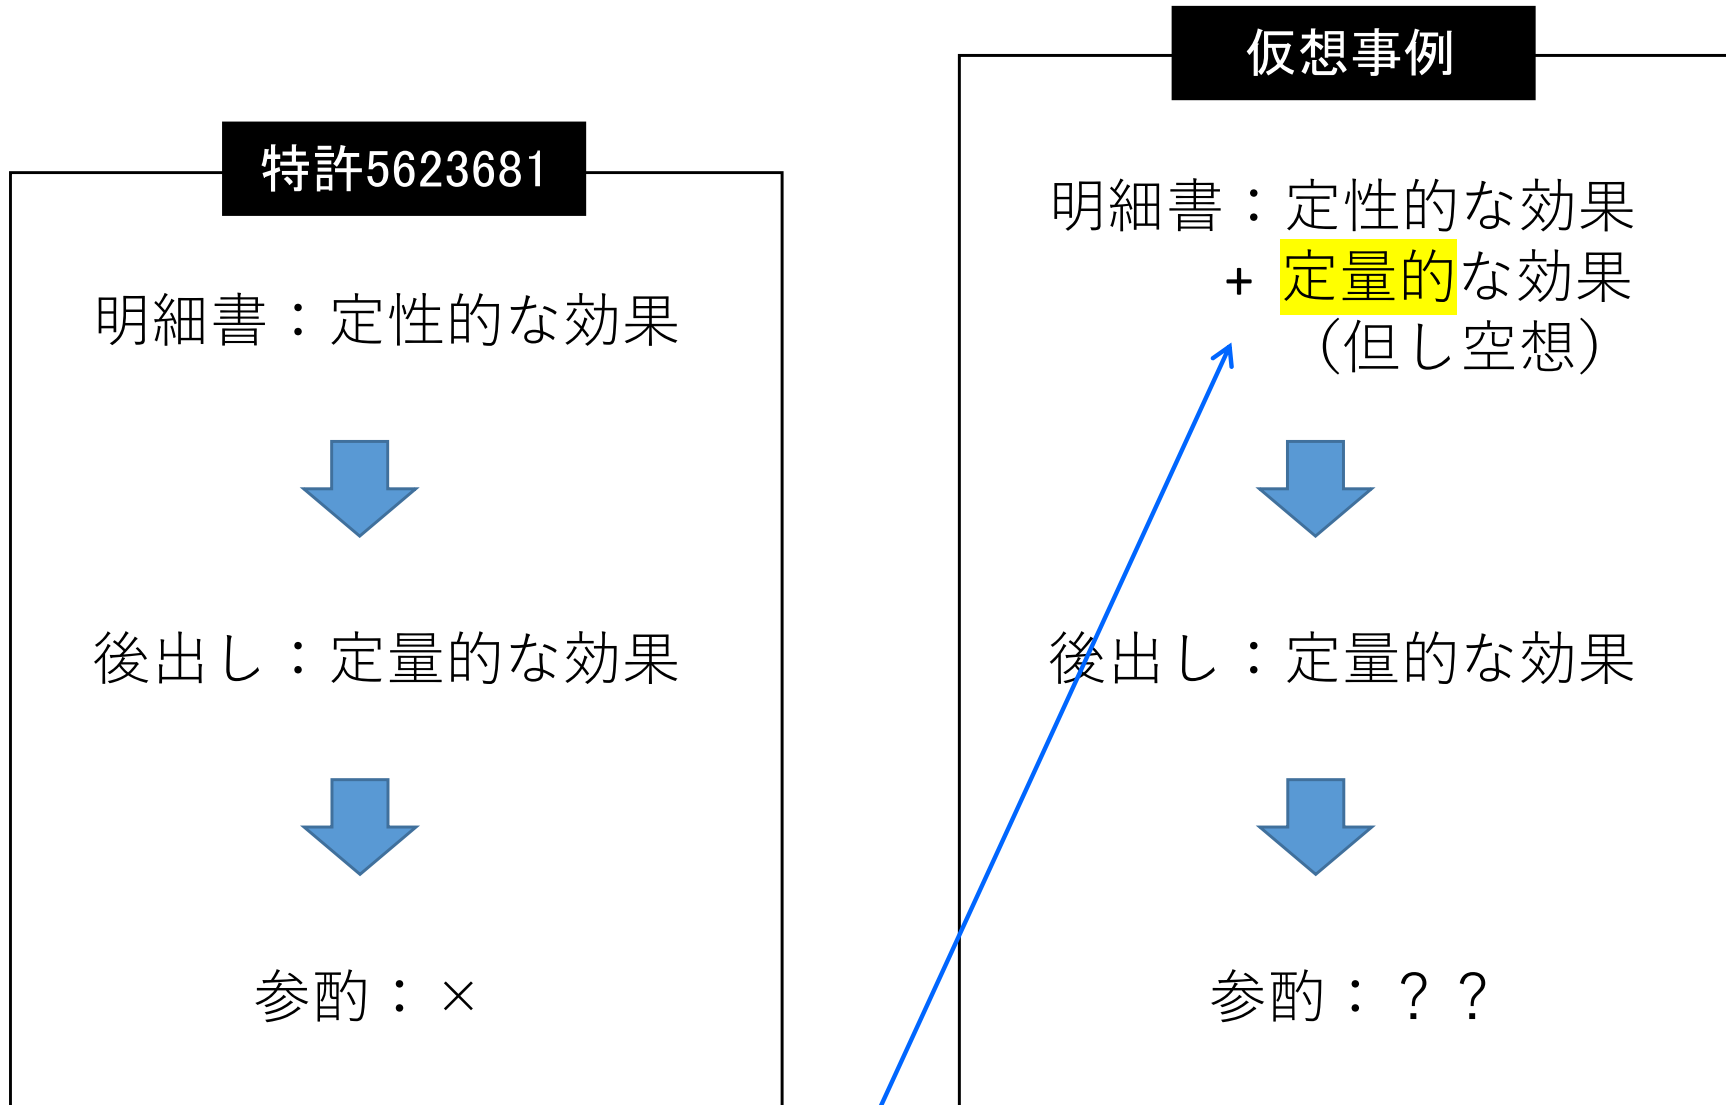 特許5623681
明細書：定性的な効果
後出し：定量的な効果
参酌：×
仮想事例
明細書：定性的な効果
+ 定量的な効果
（但し空想）
後出し：定量的な効果
参酌：？？